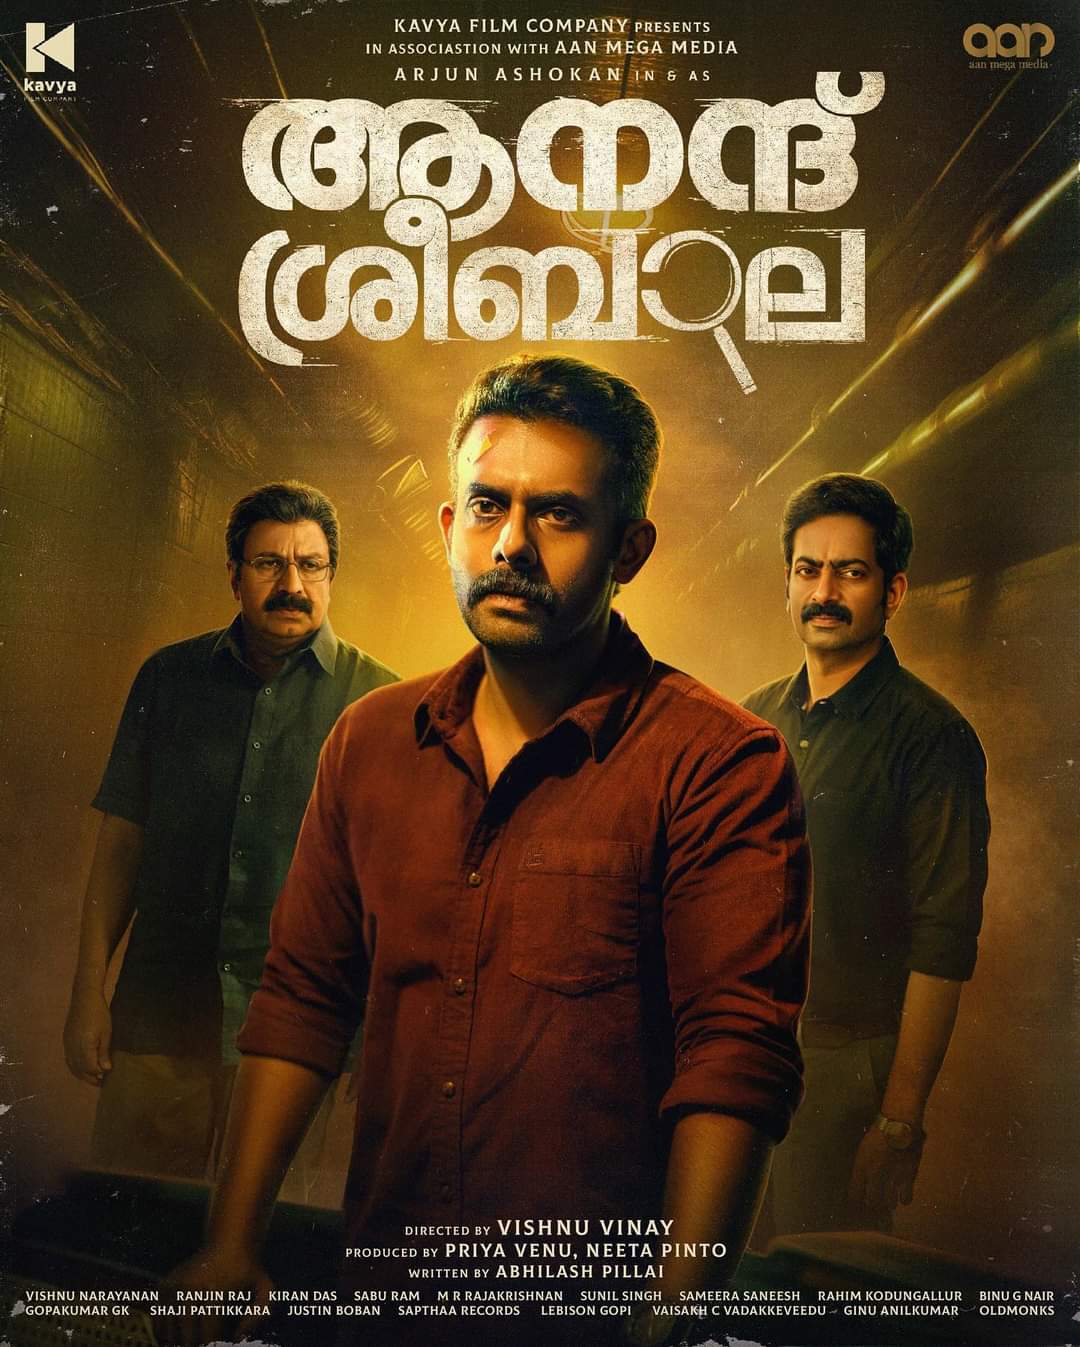 KAVYA FILM COMPANY PRESENTS
IN ASSOCIASTION WITH AAN MEGA MEDIA
ARJUN ASHOKAN IN & AS
kavya
FILM COMPANY
aan
aan mega media
ആനന്ദ്
ശ്രീബാല
DIRECTED BY VISHNU VINAY
PRODUCED BY PRIYA VENU, NEETA PINTO
WRITTEN BY ABHILASH PILLAI
VISHNU NARAYANAN RANJIN RAJ KIRAN DAS SABU RAM M R RAJAKRISHNAN SUNIL SINGH SAMEERA SANEESH RAHIM KODUNGALLUR BINU G NAIR
GOPAKUMAR GK SHAJI PATTIKKARA JUSTIN BOBAN SAPTHAA RECORDS LEBISON GOPI VAISAKH C VADAKKEVEEDU GINU ANILKUMAR OLDMONKS